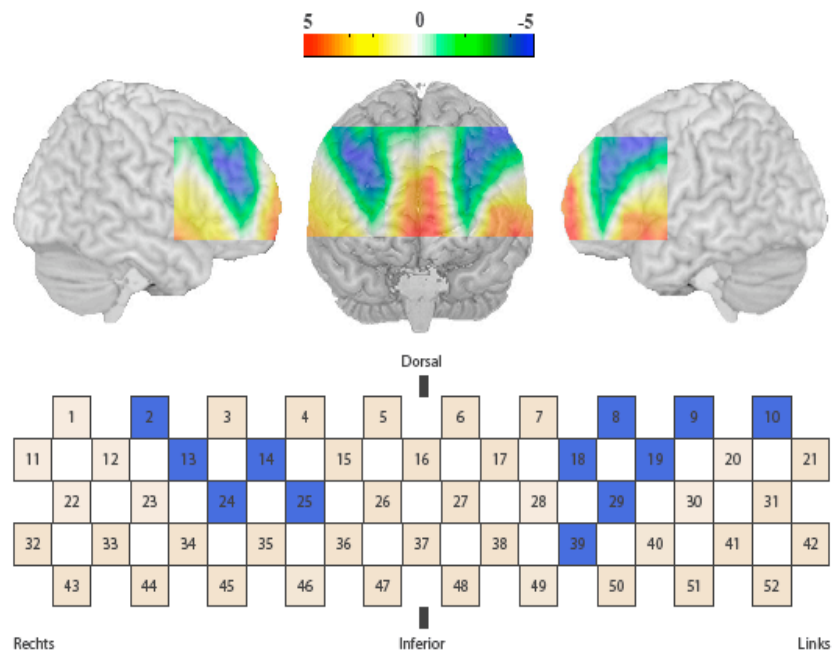 5 0 -5
Dorsal
1 2 3 4 5 6 7 8 9 10
11 12 13 14 15 16 17 18 19 20 21
22 23 24 25 26 27 28 29 30 31
32 33 34 35 36 37 38 39 40 41 42
43 44 45 46 47 48 49 50 51 52
Rechts Inferior Links